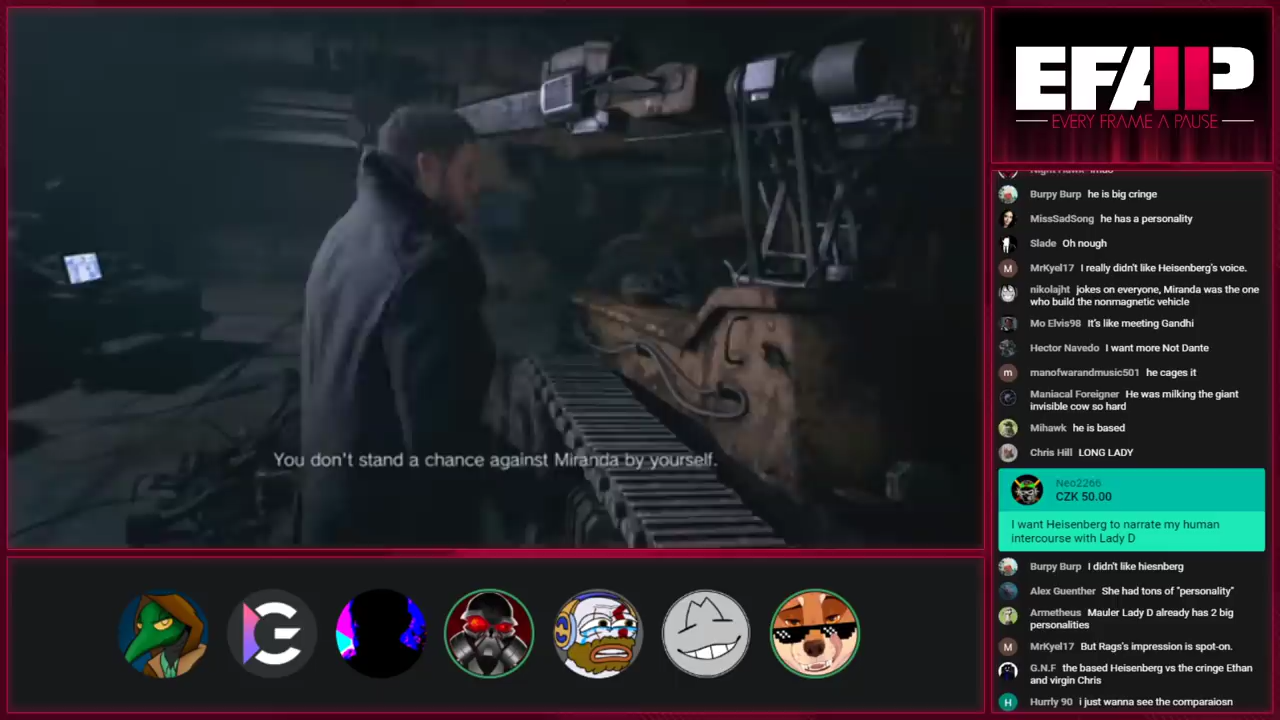 You don't stand a chance against Miranda by yourself.
EFAP
EVERY FRAME A PAUSE
Burpy Burp he is big cringe
MissSadSong he has a personality
Slade Oh nough
M MrKyel17 I really didn't like Heisenberg's voice.
nikolajht jokes on everyone, Miranda was the one
who build the nonmagnetic vehicle
Mo Elvis98 It's like meeting Gandhi
Hector Navedo I want more Not Dante
m manofwarandmusic501 he cages it
Maniacal Foreigner He was milking the giant
invisible cow so hard
Mihawk he is based
Chris Hill LONG LADY
Neo2266
CZK 50.00
I want Heisenberg to narrate my human
intercourse with Lady D
Burpy Burp I didn't like hiesnberg
Alex Guenther She had tons of "personality"
Armetheus Mauler Lady D already has 2 big
personalities
M MrKyel17 But Rags's impression is spot-on.
G.N.F the based Heisenberg vs the cringe Ethan
and virgin Chris
H Hurrly 90 i just wanna see the comparaiosn